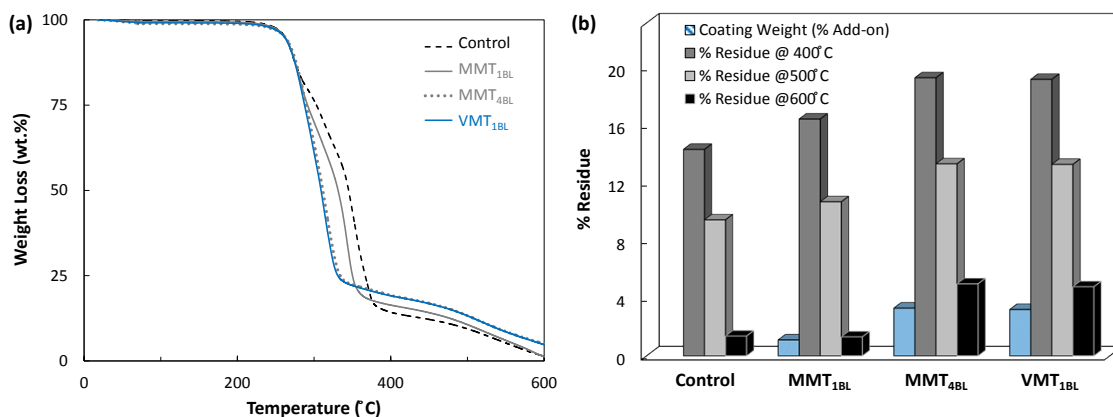 (a)
100
75
50
25
0
0
200
400
600
Weight Loss (wt.%)
Temperature (˚C)
Control
MMT1BL
MMT4BL
VMT1BL
(b)
Coating Weight (% Add-on)
% Residue @ 400˚C
% Residue @500˚C
% Residue @600˚C
20
16
12
8
4
0
% Residue
Control
MMT1BL
MMT4BL
VMT1BL